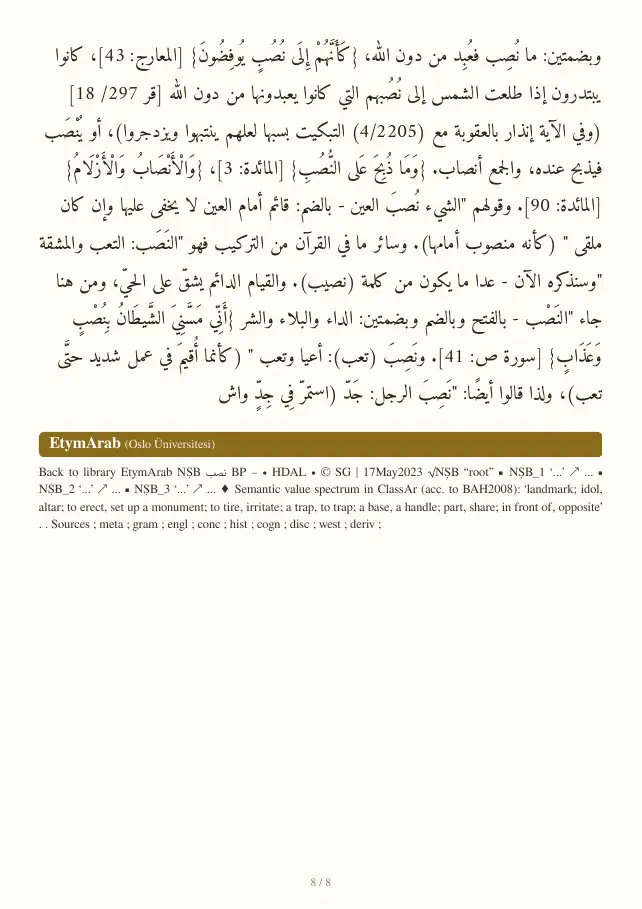 وبضمتين: ما نُصِب فعُبِد من دون الله، {كَأَنَّهُمْ إِلَى نُصُبٍ يُوفِضُونَ} [المعارج: 43]، كانوا
يبتدرون إذا طلعت الشمس إلى نُصُبهم التي كانوا يعبدونها من دون الله [قر 297/ 18]
(وفي الآية إنذار بالعقوبة مع (4/2205) التبكيت بسبها لعلهم ينتبهوا ويزدجروا)، أو يُنْصَب
فيذبح عنده، والجمع أنصاب. {وَمَا ذُبِحَ عَلَى النُّصُبِ} [المائدة: 3]، {وَالْأَنْصَابُ وَالْأَزْلَامُ}
[المائدة: 90]. وقولهم "الشيء نُصبَ العين - بالضم: قائم أمام العين لا يخفى عليها وإن كان
ملقى " (كأنه منصوب أمامها). وسائر ما في القرآن من التركيب فهو "النَصَب: التعب والمشقة
"وسنذكره الآن - عدا ما يكون من كلمة (نصيب). والقيام الدائم يشقّ على الحيّ، ومن هنا
جاء "النَصْب - بالفتح وبالضم وبضمتين: الداء والبلاء والشر {أَنِّي مَسَّنِيَ الشَّيطَانُ بِنُصْبٍ
وَعَذَابٍ} [سورة ص: 41]. ونَصِبَ (تعب): أعيا وتعب " (كأنما أُقيمَ في عمل شديد حتَّى
تعب)، ولذا قالوا أيضًا: "نَصِبَ الرجل: جَدّ (استمرّ فِي جِدٍّ واش
EtymArab (Oslo Üniversitesi)
Back to library EtymArab NṢB نصب BP – • HDAL • © SG | 17May2023 √NṢB “root” ▪ NṢB_1 ‘...’ ↗ ... ▪
NṢB_2 ‘...’ ↗ ... ▪ NṢB_3 ‘...’ ↗ ... ♦ Semantic value spectrum in ClassAr (acc. to BAH2008): ‘landmark; idol,
altar; to erect, set up a monument; to tire, irritate; a trap, to trap; a base, a handle; part, share; in front of, opposite’
. . Sources ; meta ; gram ; engl ; conc ; hist ; cogn ; disc ; west ; deriv ;
8 / 8